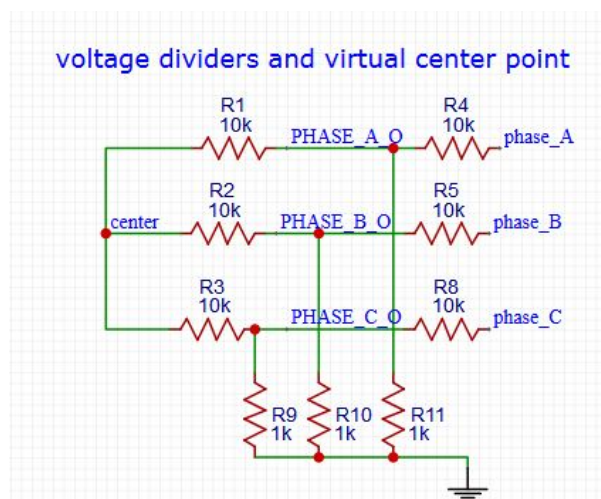 voltage dividers and virtual center point
R1
10k
PHASE_A_O
R4
10k
phase_A
center
R2
10k
PHASE_B_O
R5
10k
phase_B
R3
10k
PHASE_C_O
R8
10k
phase_C
R9
1k
R10
1k
R11
1k